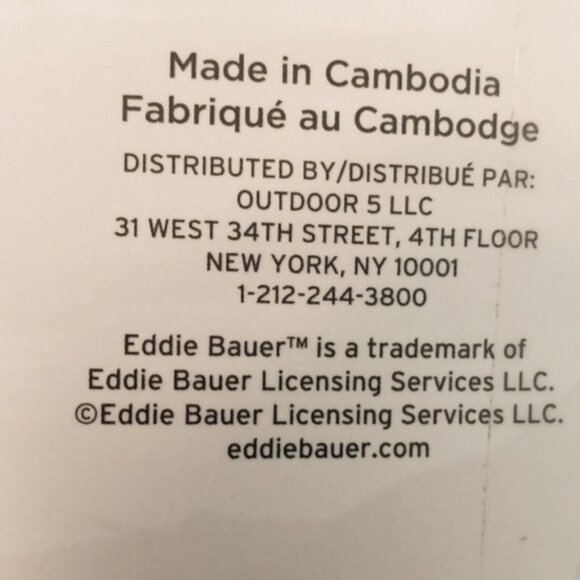 Made in Cambodia
Fabriqué au Cambodge
DISTRIBUTED BY/DISTRIBUÉ PAR:
OUTDOOR 5 LLC
31 WEST 34TH STREET, 4TH FLOOR
NEW YORK, NY 10001
1-212-244-3800
Eddie Bauer™ is a trademark of
Eddie Bauer Licensing Services LLC.
©Eddie Bauer Licensing Services LLC.
eddiebauer.com